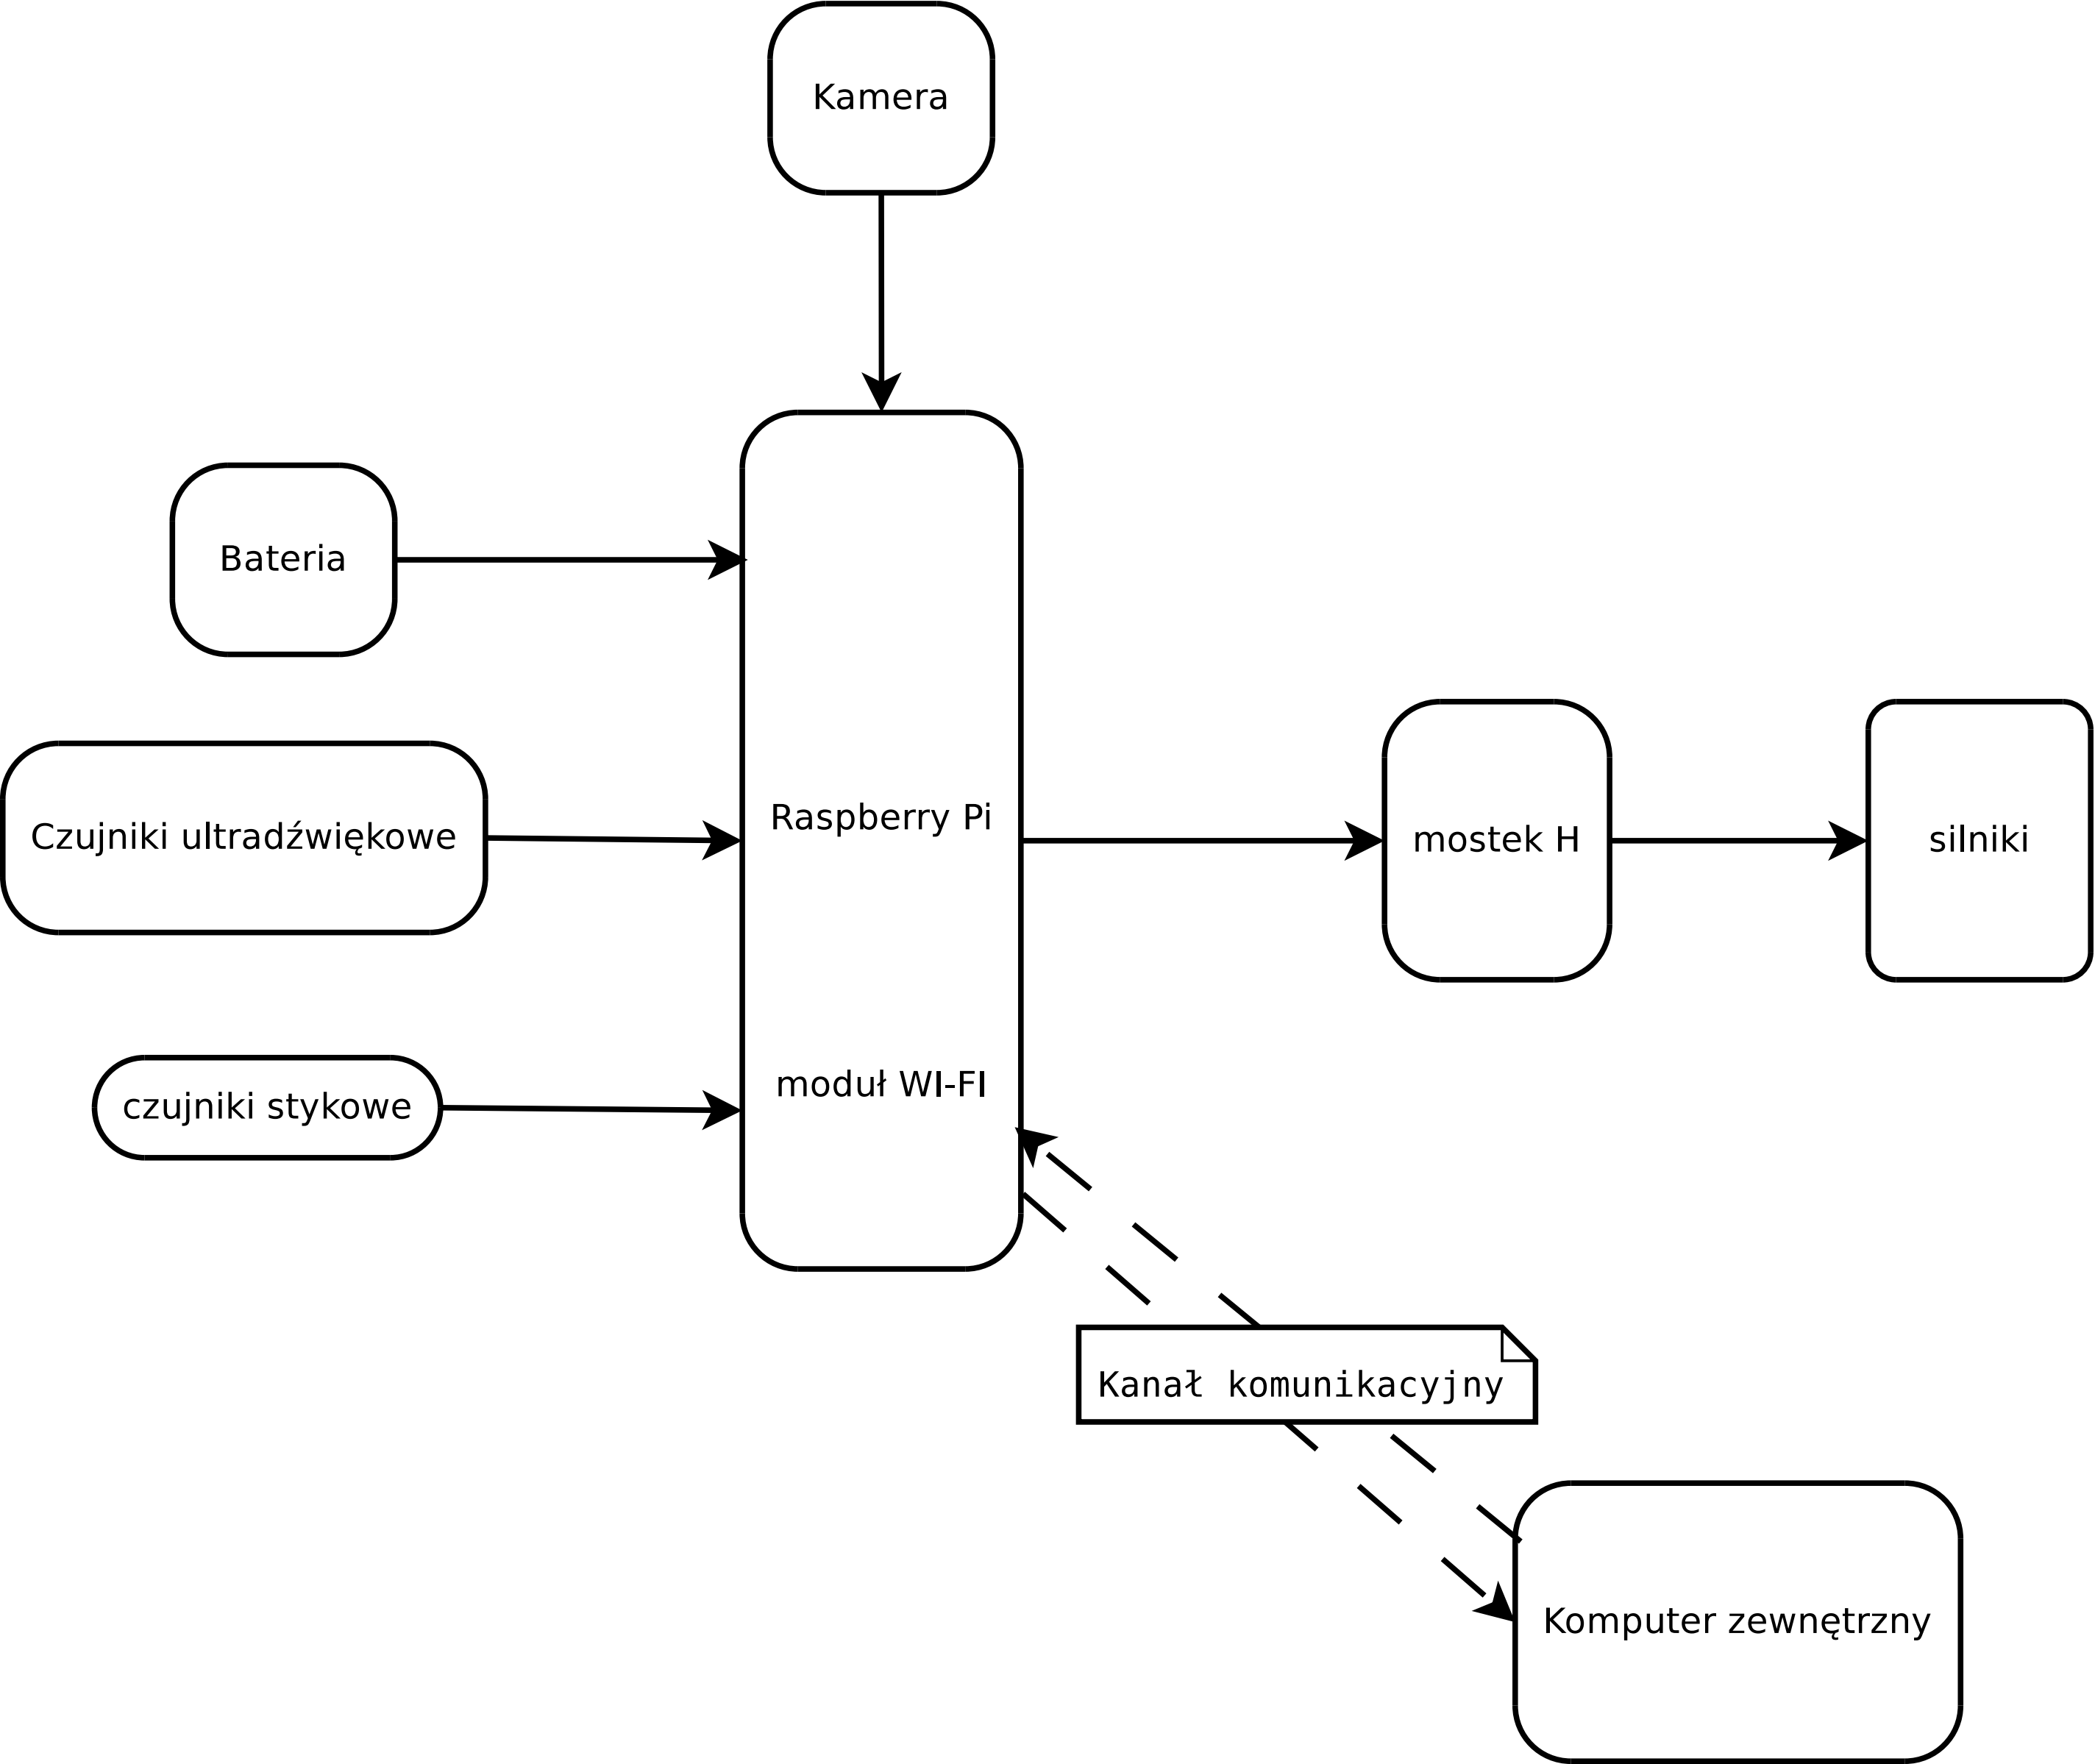 Kamera
Bateria
Czujniki ultradźwiękowe
Raspberry Pi
mostek H
silniki
moduł WI-FI
czujniki stykowe
Kanał komunikacyjny
Komputer zewnętrzny